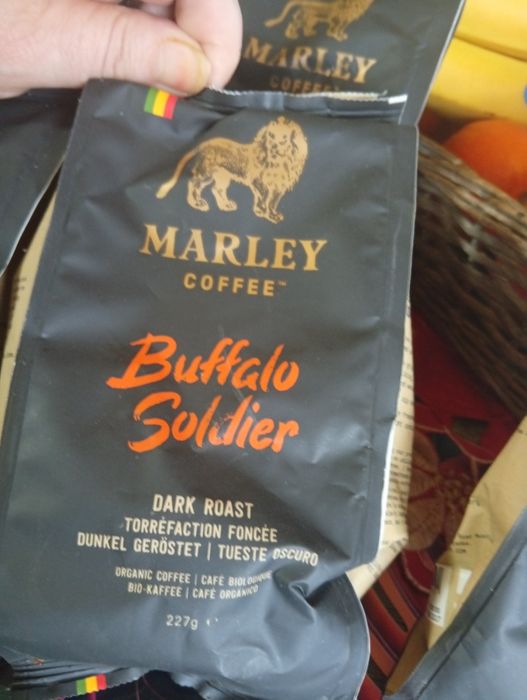 MARLEY
COFFEE
MARLEY
COFFEE™
Buffalo
Soldier
DARK ROAST
TORRÉFACTION FONCÉE
DUNKEL GERÖSTET | TUESTE OSCURO
ORGANIC COFFEE | CAFÉ BIOLOGIQUE
BIO-KAFFEE | CAFÉ ORGÁNICO
227g